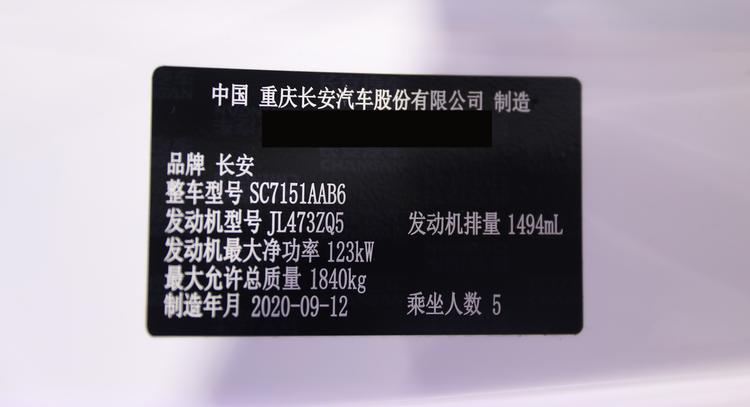 中国 重庆长安汽车股份有限公司 制造
品牌 长安
整车型号 SC7151AAB6
发动机型号 JL473ZQ5 发动机排量 1494mL
发动机最大净功率 123kW
最大允许总质量 1840kg
制造年月 2020-09-12 乘坐人数 5